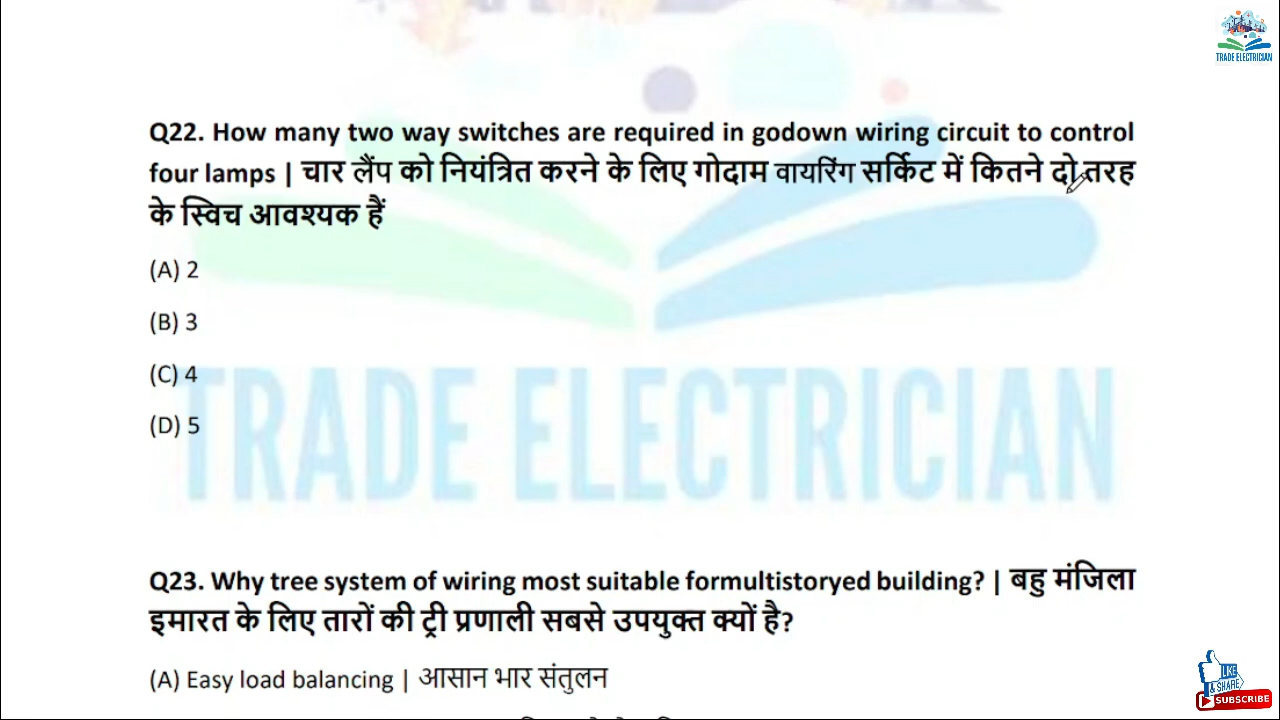 TRADE ELECTRICIAN
Q22. How many two way switches are required in godown wiring circuit to control
four lamps | चार लैंप को नियंत्रित करने के लिए गोदाम वायरिंग सर्किट में कितने दो तरह
के स्विच आवश्यक हैं
(A) 2
(B) 3
(C) 4
(D) 5
TRADE ELECTRICIAN
Q23. Why tree system of wiring most suitable formultistoryed building? | बहु मंजिला
इमारत के लिए तारों की ट्री प्रणाली सबसे उपयुक्त क्यों है?
(A) Easy load balancing | आसान भार संतुलन
LIKE
& SHARE
SUBSCRIBE